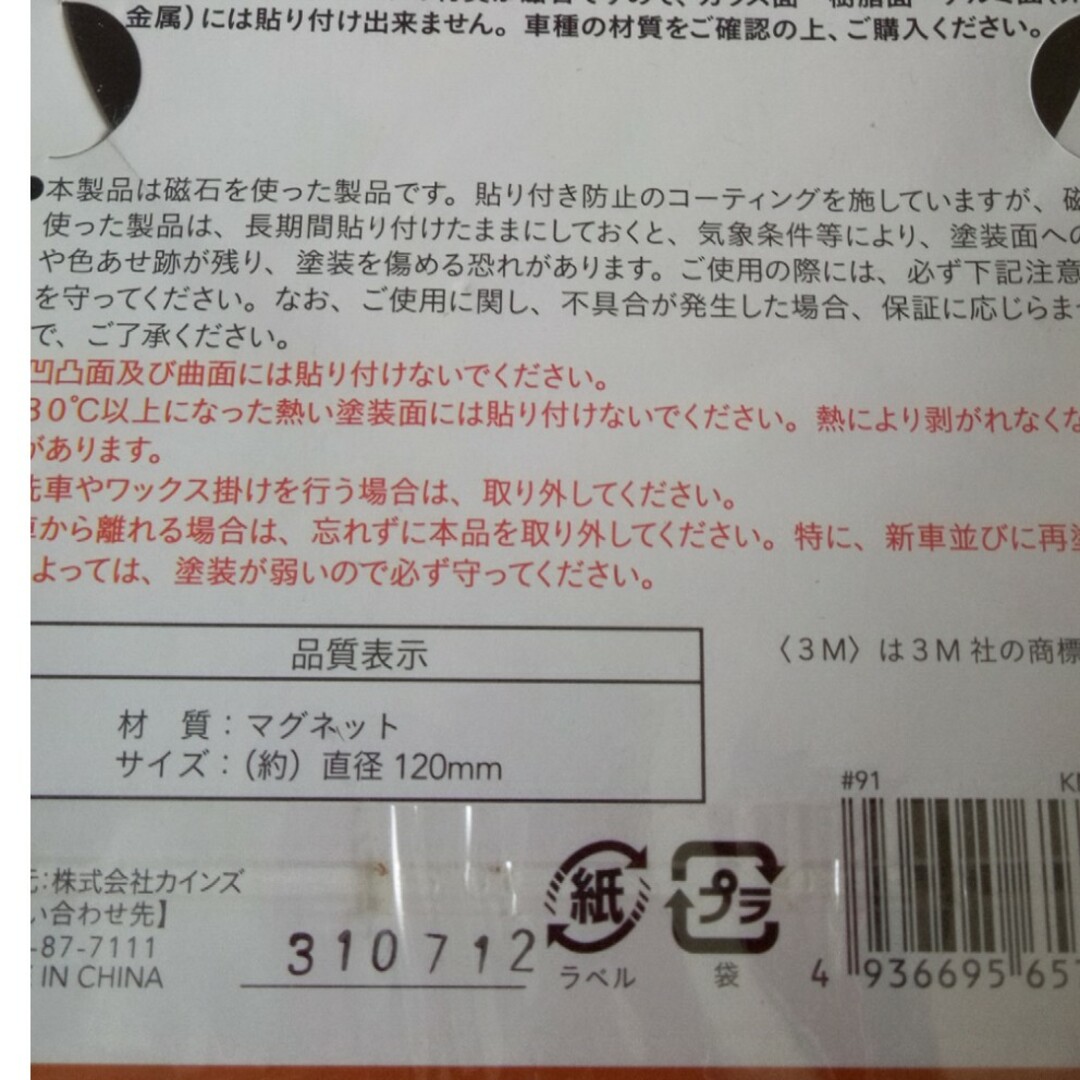 金属）には貼り付け出来ません。車種の材質をご確認の上、ご購入ください。
●本製品は磁石を使った製品です。貼り付き防止のコーティングを施していますが、磁
使った製品は、長期間貼り付けたままにしておくと、気象条件等により、塗装面への
や色あせ跡が残り、塗装を傷める恐れがあります。ご使用の際には、必ず下記注意
を守ってください。なお、ご使用に関し、不具合が発生した場合、保証に応じらませ
で、ご了承ください。
凹凸面及び曲面には貼り付けないでください。
80℃以上になった熱い塗装面には貼り付けないでください。熱により剥がれなくな
があります。
洗車やワックス掛けを行う場合は、取り外してください。
車から離れる場合は、忘れずに本品を取り外してください。特に、新車並びに再塗
よっては、塗装が弱いので必ず守ってください。
品質表示
〈3M〉は3M社の商標
材　質：マグネット
サイズ：（約）直径120mm
#91
元：株式会社カインズ
い合わせ先】
-87-7111
IN CHINA
310712
紙
ラベル
プラ
袋
4 936695 65